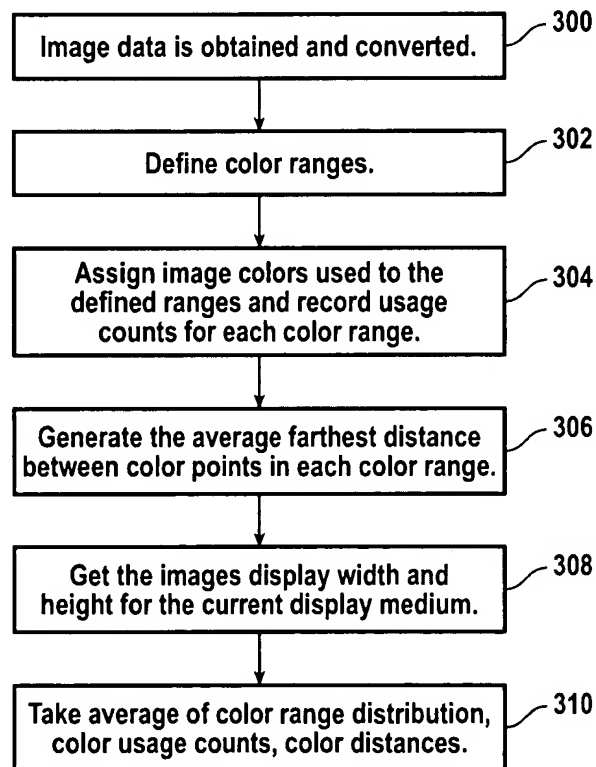 300
Image data is obtained and converted.
302
Define color ranges.
304
Assign image colors used to the
defined ranges and record usage
counts for each color range.
306
Generate the average farthest distance
between color points in each color range.
308
Get the images display width and
height for the current display medium.
310
Take average of color range distribution,
color usage counts, color distances.